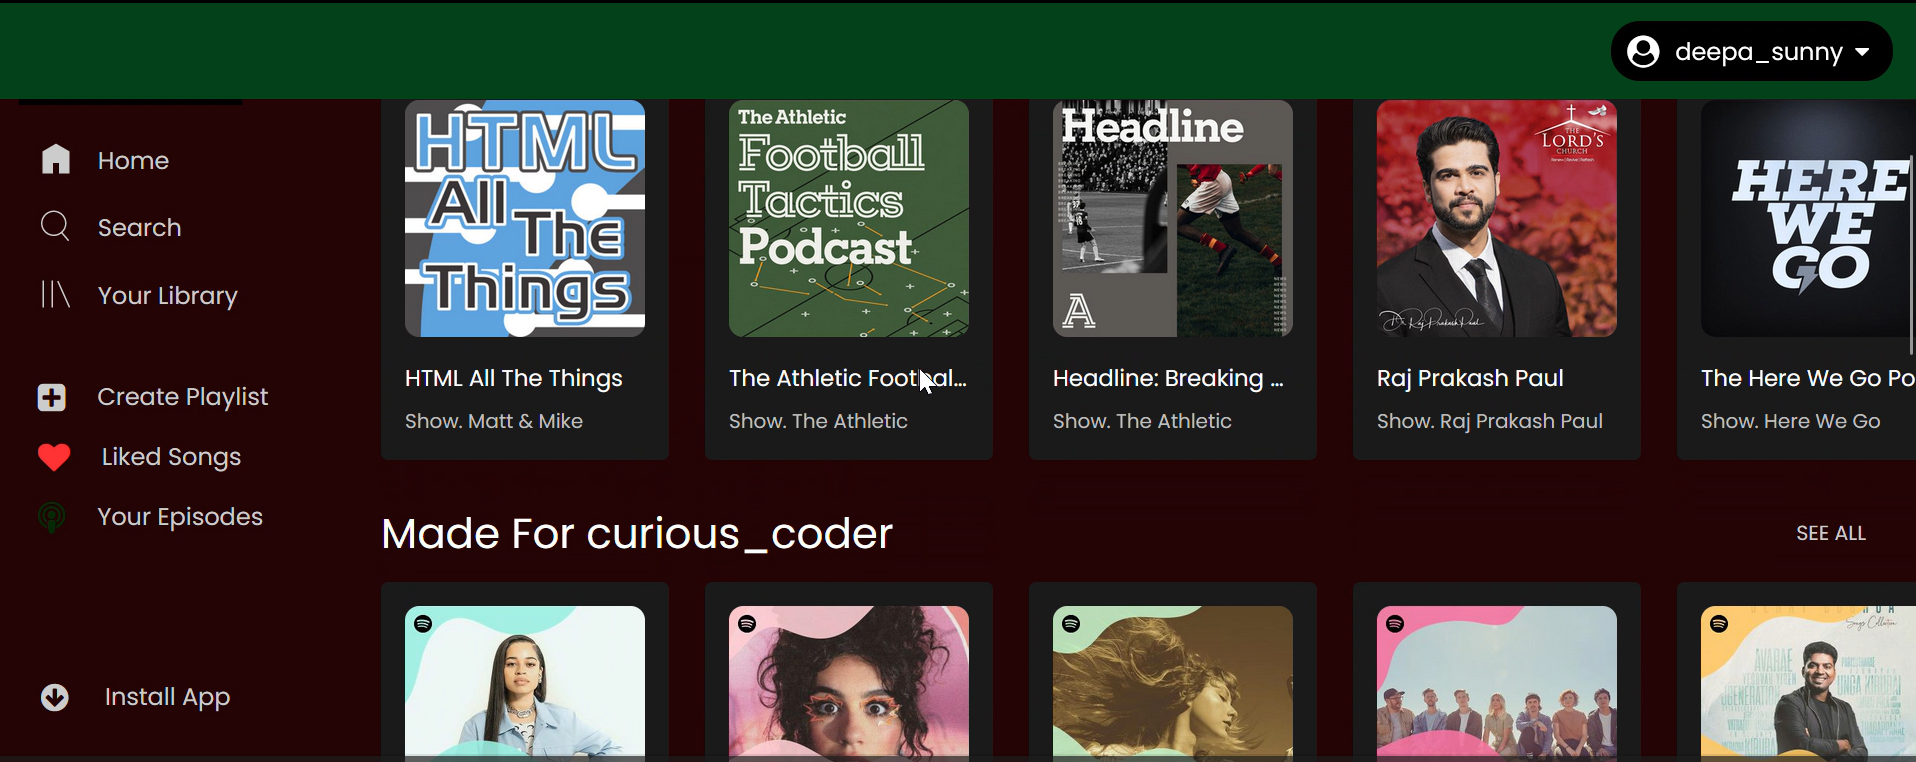 deepa_sunny
Home
Search
Your Library
Create Playlist
Liked Songs
Your Episodes
Install App
HTML
All
The
Things
The Athletic
Football
Tactics
Podcast
Headline
A
THE
LORD'S
CHURCH
HERE
WE
GO
HTML All The Things
Show. Matt & Mike
The Athletic Footbal...
Show. The Athletic
Headline: Breaking ...
Show. The Athletic
Raj Prakash Paul
Show. Raj Prakash Paul
The Here We Go Po
Show. Here We Go
Made For curious_coder
SEE ALL
Songs Collection